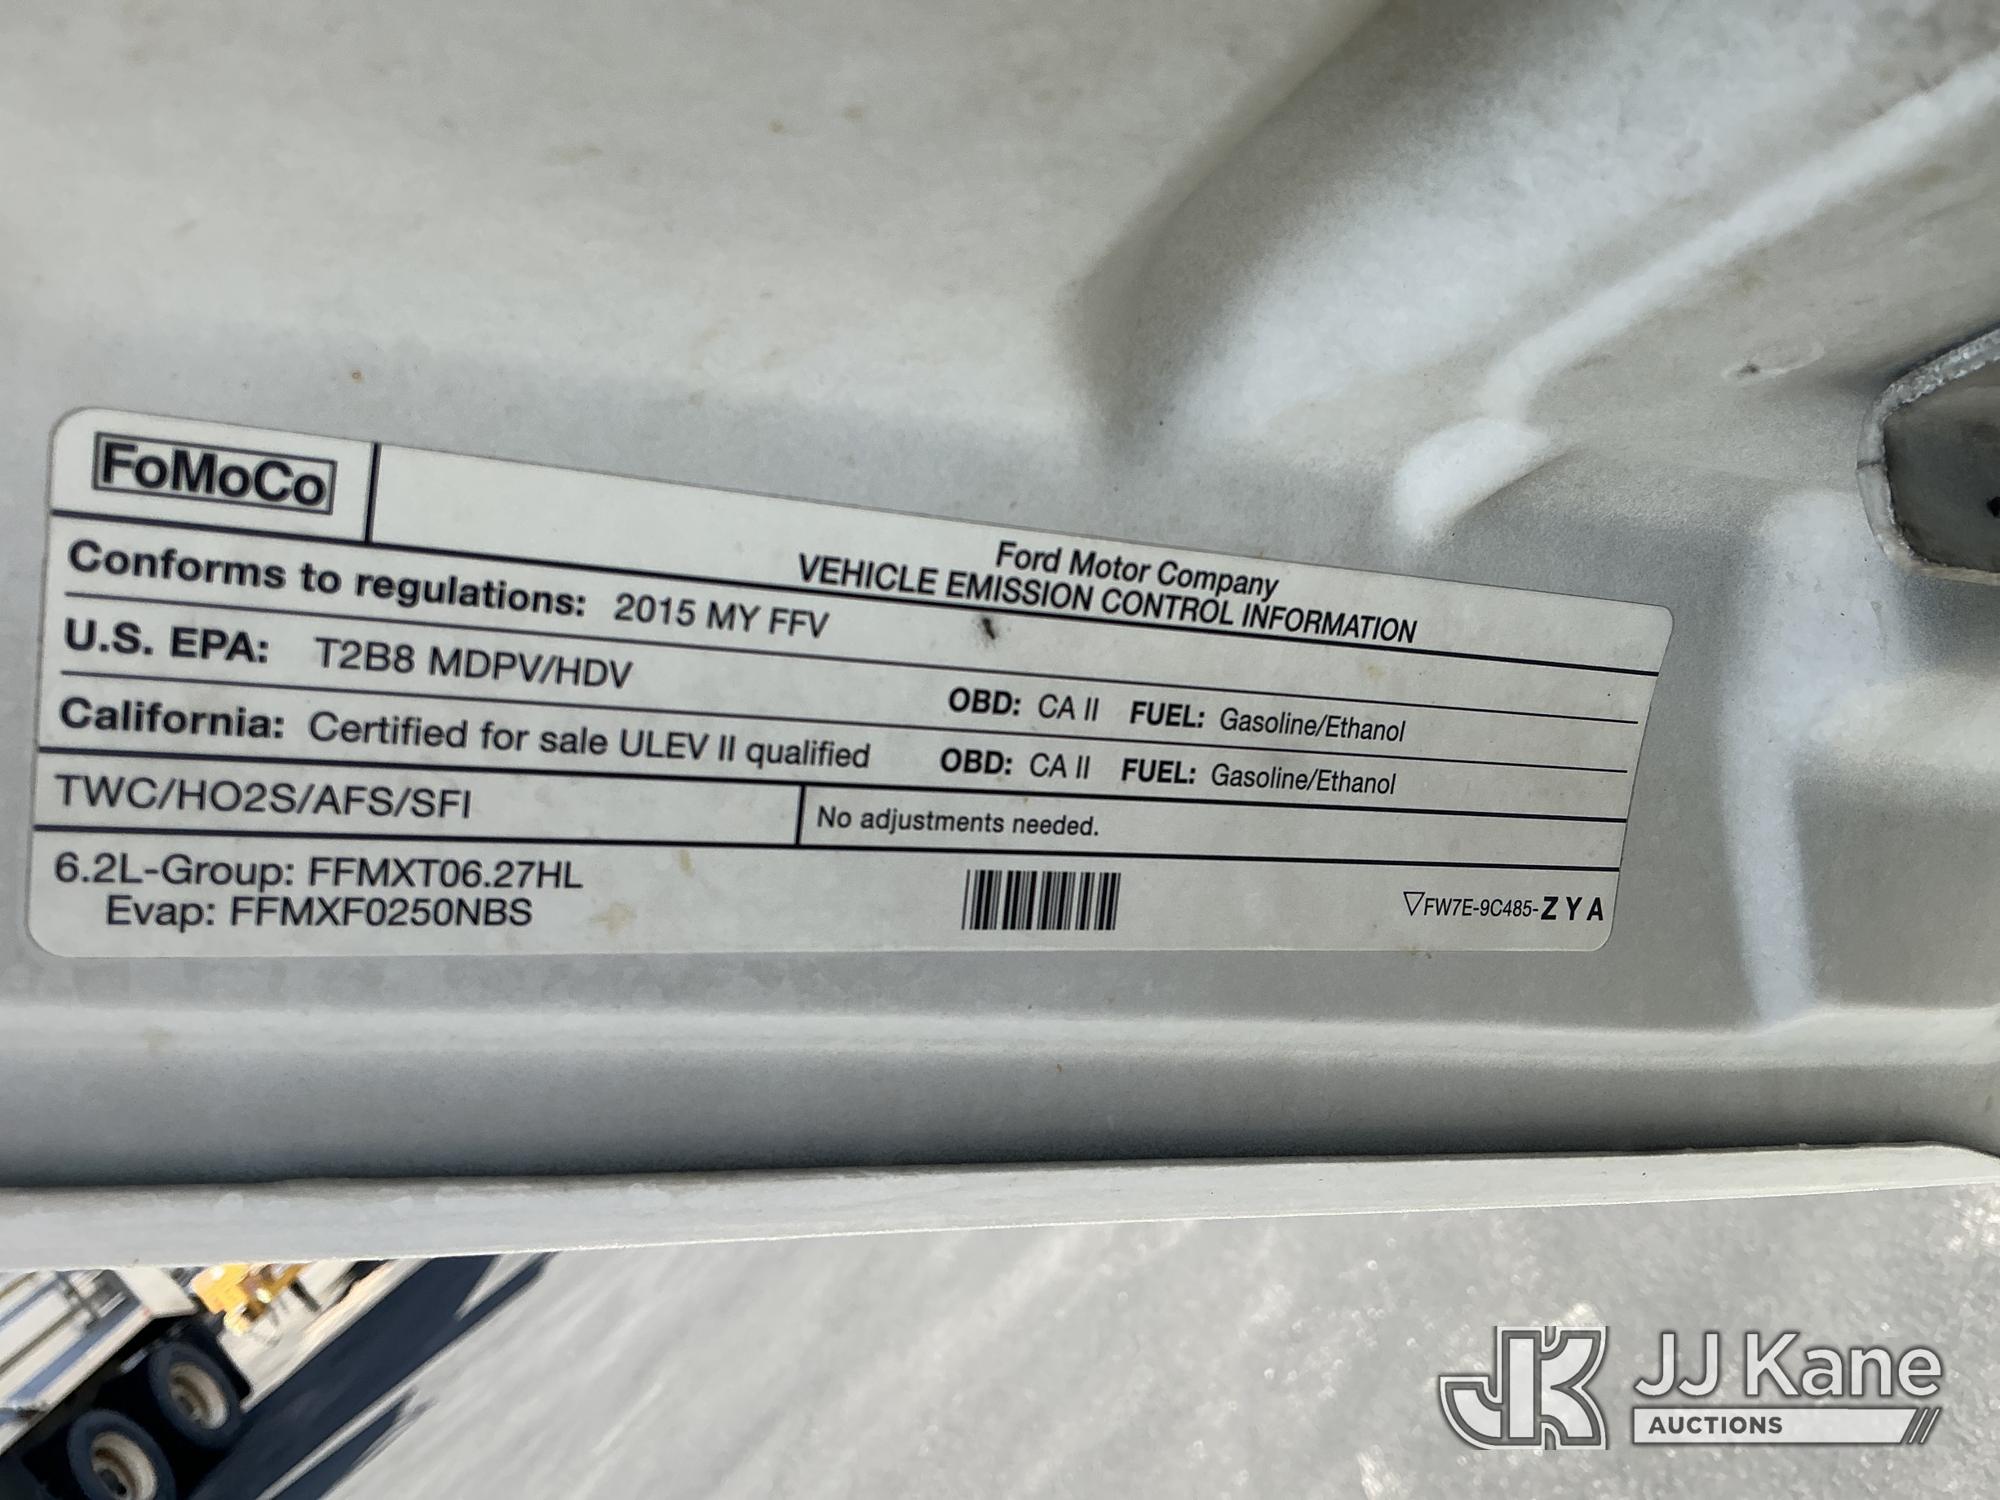 FoMoCo
Ford Motor Company
VEHICLE EMISSION CONTROL INFORMATION
Conforms to regulations: 2015 MY FFV
U.S. EPA: T2B8 MDPV/HDV OBD: CA II FUEL: Gasoline/Ethanol
California: Certified for sale ULEV II qualified OBD: CA II FUEL: Gasoline/Ethanol
TWC/HO2S/AFS/SFI No adjustments needed.
6.2L-Group: FFMXT06.27HL
Evap: FFMXF0250NBS
FW7E-9C485-ZYA
JK JJ Kane
AUCTIONS